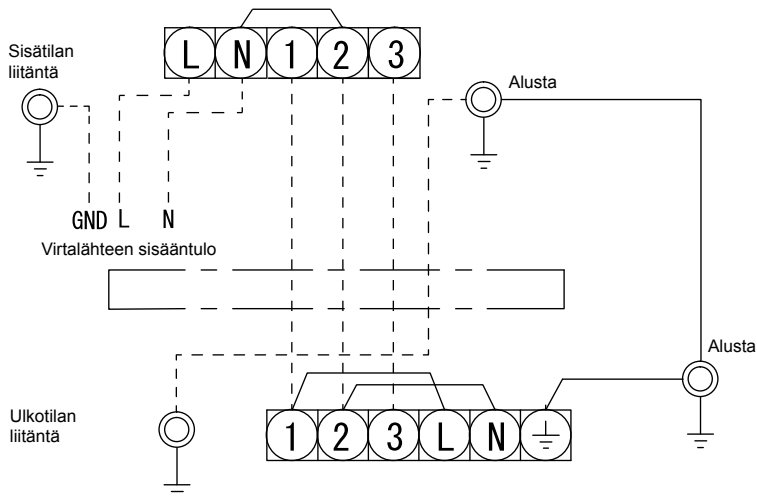 L N 1 2 3
Sisätilan
liitäntä
Alusta
GND L N
Virtalähteen sisääntulo
Alusta
Ulkotilan
liitäntä
1 2 3 L N